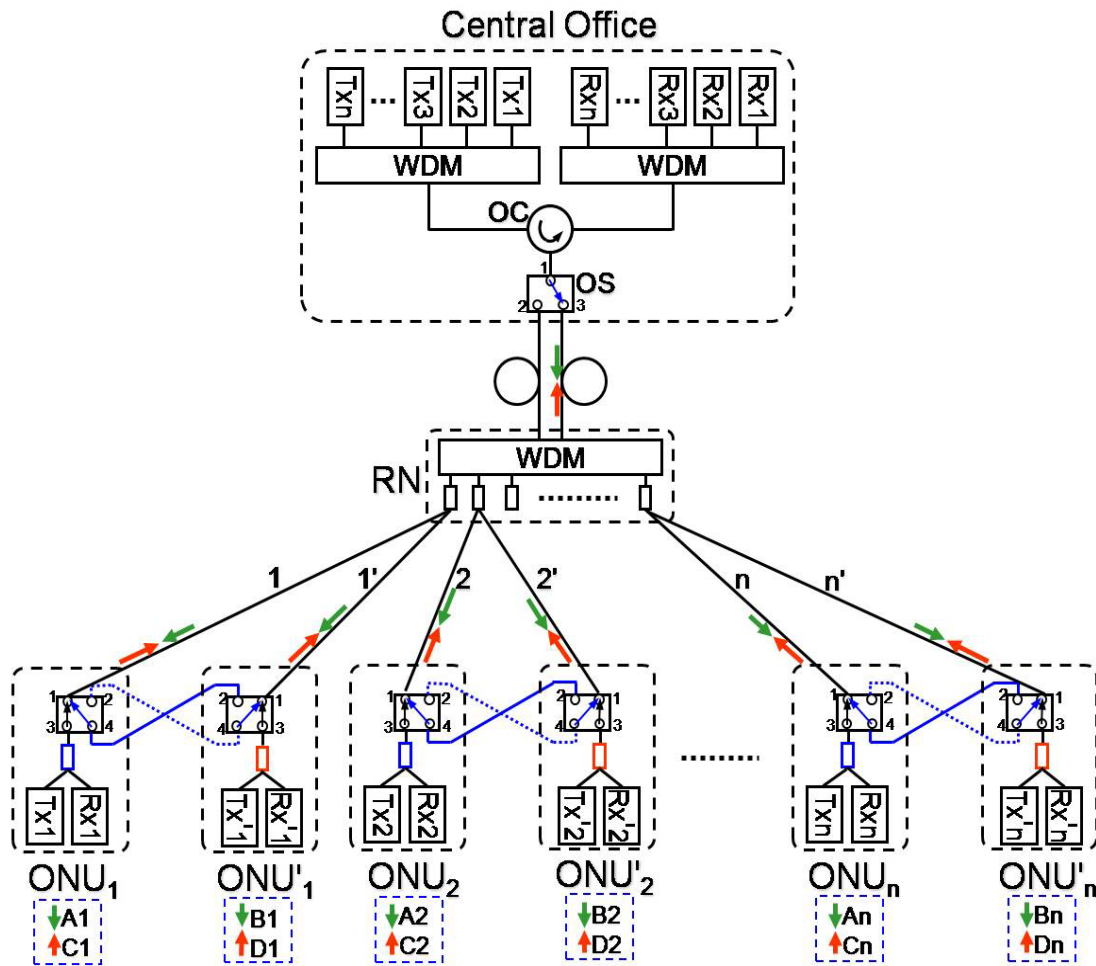 Central Office
Txn ... Tx3 Tx2 Tx1 Rxn ... Rx3 Rx2 Rx1
WDM WDM
OC
1
OS
2 3
WDM
RN
1 1' 2 2' n n'
1 2 2 1 1 2 2 1 1 2 2 1
3 4 4 3 3 4 4 3 3 4 4 3
Tx1 Rx1 Tx'1 Rx'1 Tx2 Rx2 Tx'2 Rx'2 Txn Rxn Tx'n Rx'n
ONU1 ONU'1 ONU2 ONU'2 ONUn ONU'n
A1 B1 A2 B2 An Bn
C1 D1 C2 D2 Cn Dn